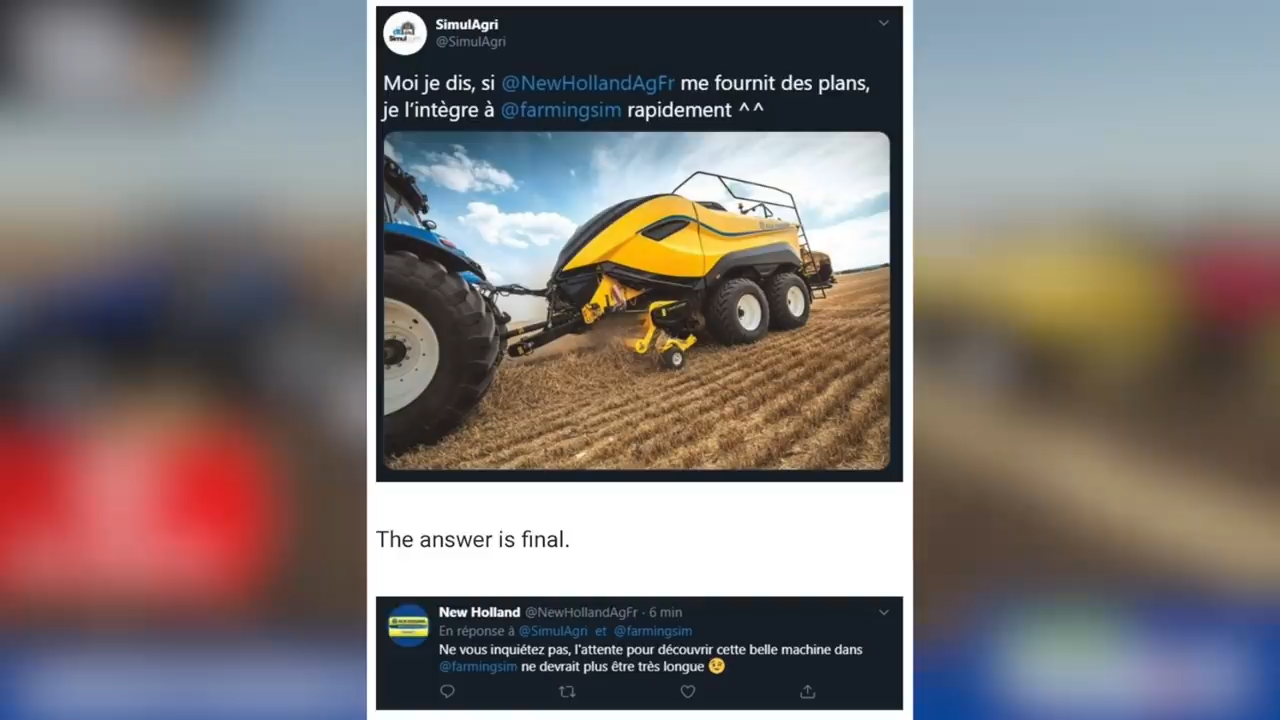 SimulAgri
@SimulAgri
Moi je dis, si @NewHollandAgFr me fournit des plans,
je l'intègre à @farmingsim rapidement ^^
The answer is final.
New Holland @NewHollandAgFr · 6 min
En réponse à @SimulAgri et @farmingsim
Ne vous inquiétez pas, l'attente pour découvrir cette belle machine dans
@farmingsim ne devrait plus être très longue 😉